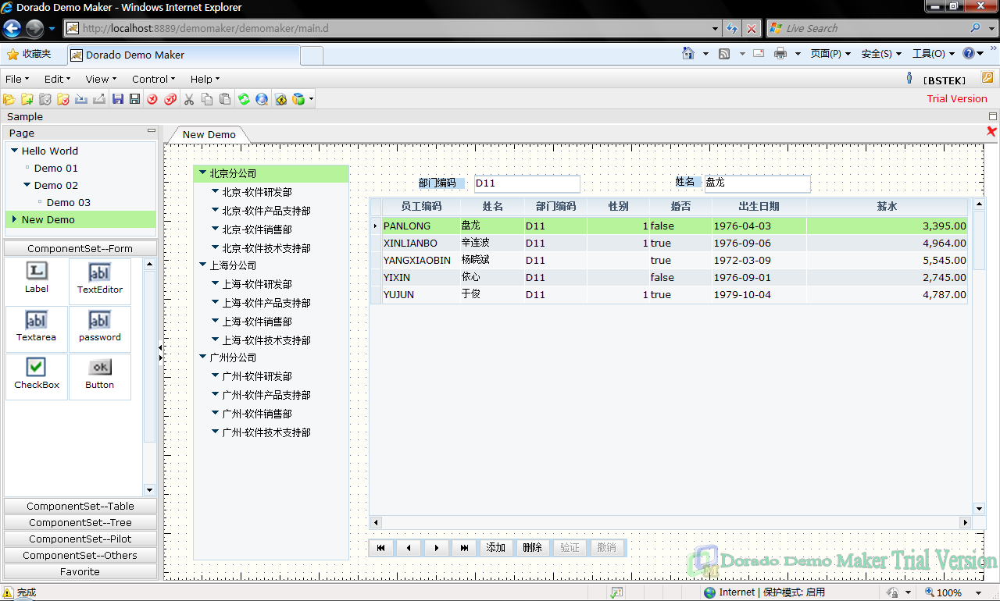 Dorado Demo Maker - Windows Internet Explorer
http://localhost:8889/demomaker/main.d
Live Search
收藏夹
Dorado Demo Maker
页面(P)
安全(S)
工具(O)
File
Edit
View
Control
Help
[BSTEK]
Trial Version
Sample
Page
Hello World
Demo 01
Demo 02
Demo 03
New Demo
ComponentSet--Form
Label
TextEditor
Textarea
password
CheckBox
Button
ComponentSet--Table
ComponentSet--Tree
ComponentSet--Pilot
ComponentSet--Others
Favorite
New Demo
北京分公司
北京-软件研发部
北京-软件产品支持部
北京-软件销售部
北京-软件技术支持部
上海分公司
上海-软件研发部
上海-软件产品支持部
上海-软件销售部
上海-软件技术支持部
广州分公司
广州-软件研发部
广州-软件产品支持部
广州-软件销售部
广州-软件技术支持部
部门编码 D11 姓名 盘龙
员工编码 姓名 部门编码 性别 婚否 出生日期 薪水
PANLONG 盘龙 D11 1 false 1976-04-03 3,395.00
XINLIANBO 辛连波 D11 1 true 1976-09-06 4,964.00
YANGXIAOBIN 杨晓斌 D11 true 1972-03-09 5,545.00
YIXIN 依心 D11 false 1976-09-01 2,745.00
YUJUN 于俊 D11 1 true 1979-10-04 4,787.00
添加 删除 验证 撤销
Dorado Demo Maker Trial Version
完成
Internet | 保护模式: 启用
100%